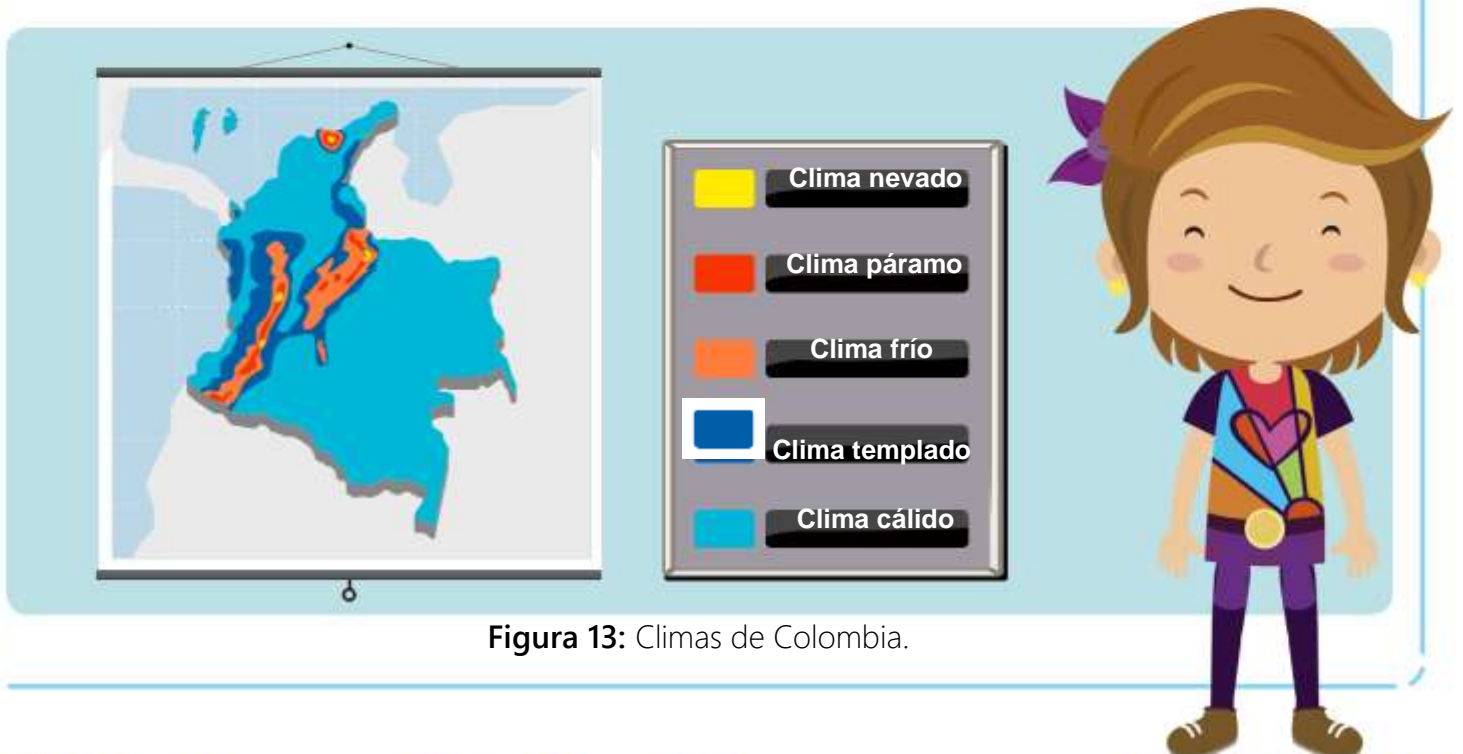 Clima nevado
Clima páramo
Clima frío
Clima templado
Clima cálido
Figura 13: Climas de Colombia.